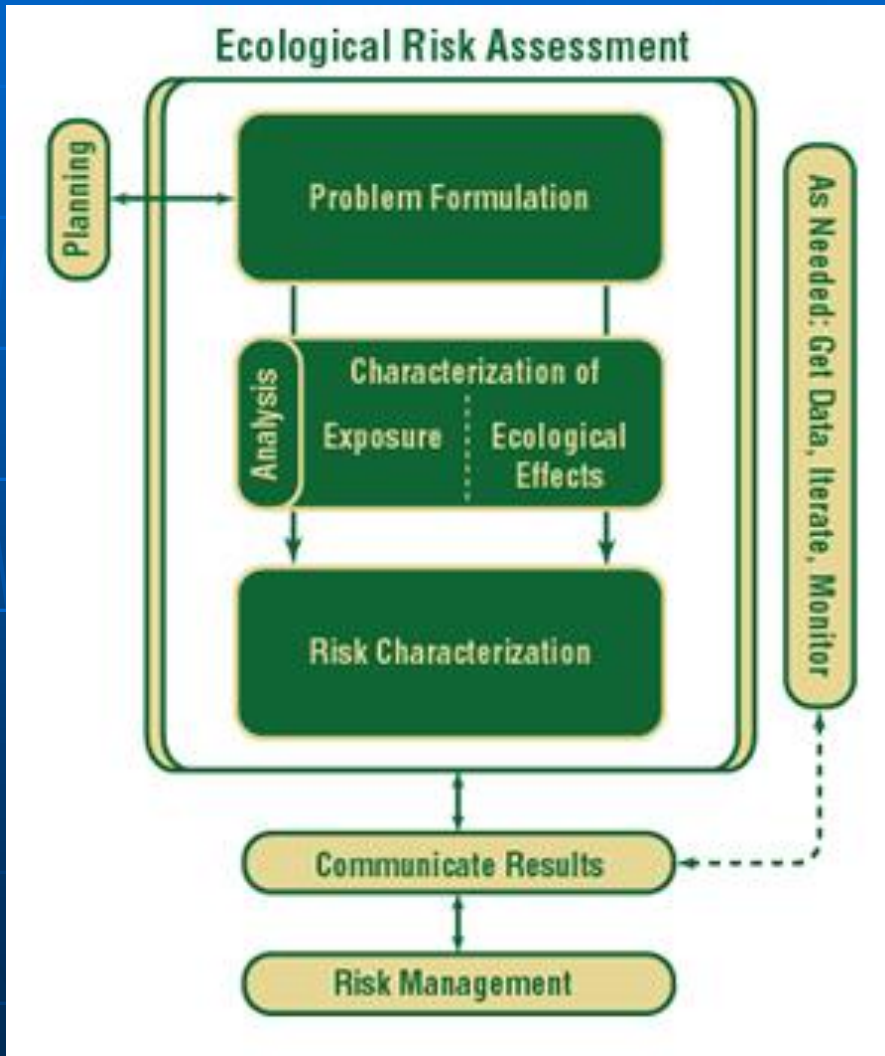 Ecological Risk Assessment
Planning
Problem Formulation
Analysis
Characterization of
Exposure
Ecological
Effects
Risk Characterization
As Needed: Get Data, Iterate, Monitor
Communicate Results
Risk Management